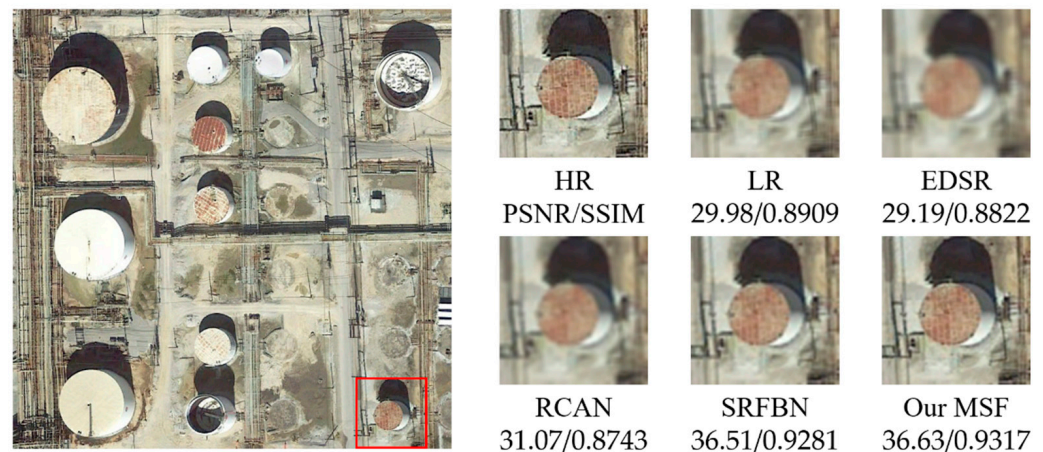 HR
PSNR/SSIM
LR
29.98/0.8909
EDSR
29.19/0.8822
RCAN
31.07/0.8743
SRFBN
36.51/0.9281
Our MSF
36.63/0.9317